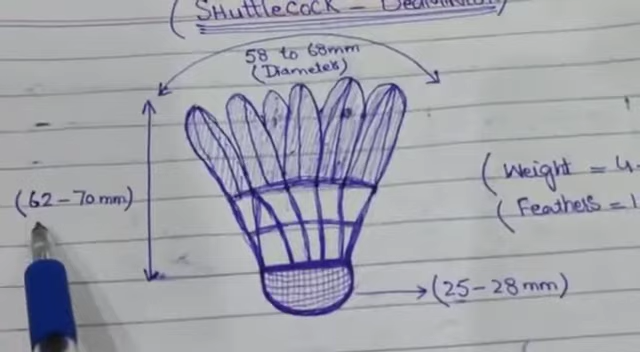 (SHuttlecock -
58 to 68mm
(Diameter)
(62-70mm)
(Weight = 4
(Feathers = 1
(25-28mm)